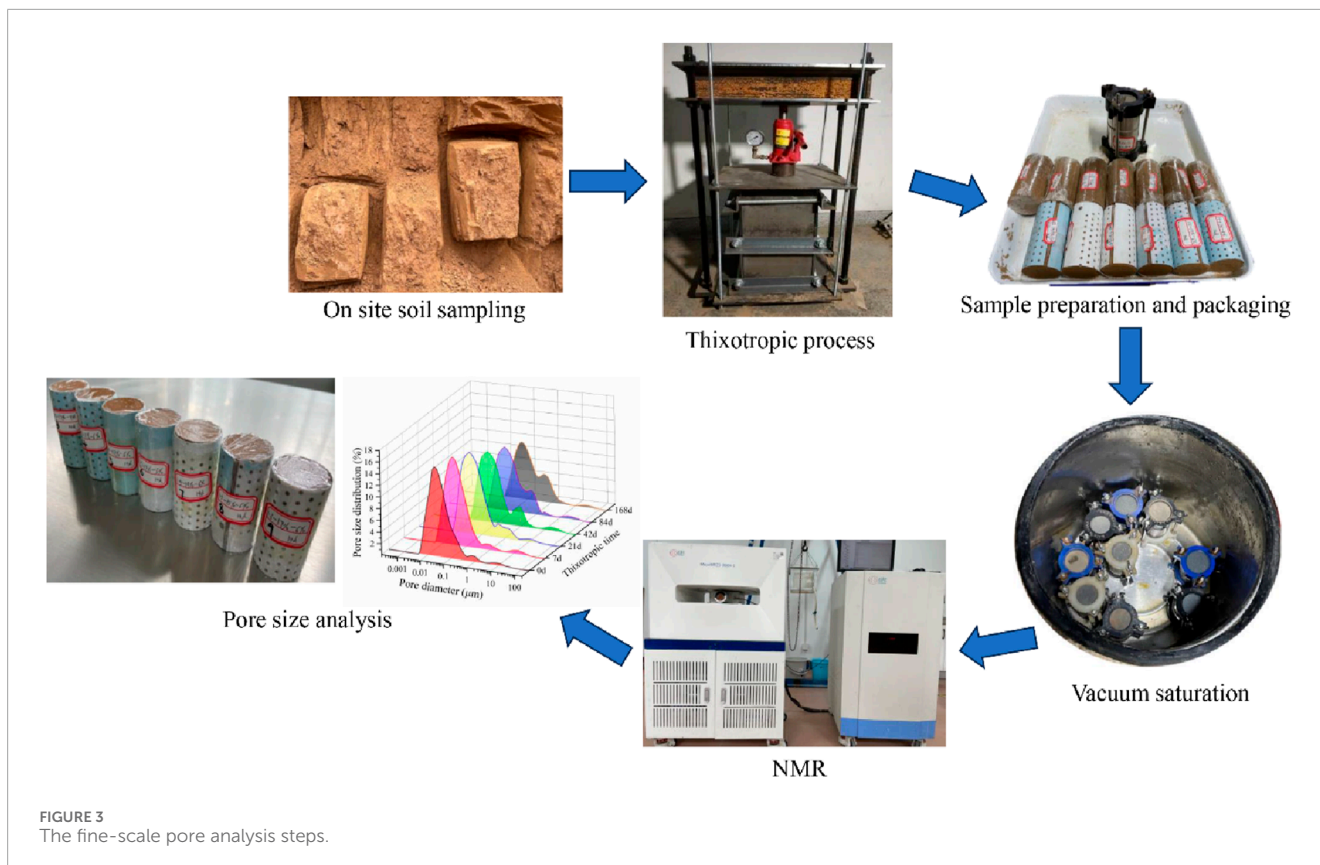 On site soil sampling
Thixotropic process
Sample preparation and packaging
Vacuum saturation
NMR
Pore size analysis
Pore size distribution (%)
18
16
14
12
10
8
6
4
2
0.001
0.01
0.1
1
10
100
Pore diameter (μm)
0d
7d
21d
42d
84d
168d
Thixotropic time
FIGURE 3
The fine-scale pore analysis steps.